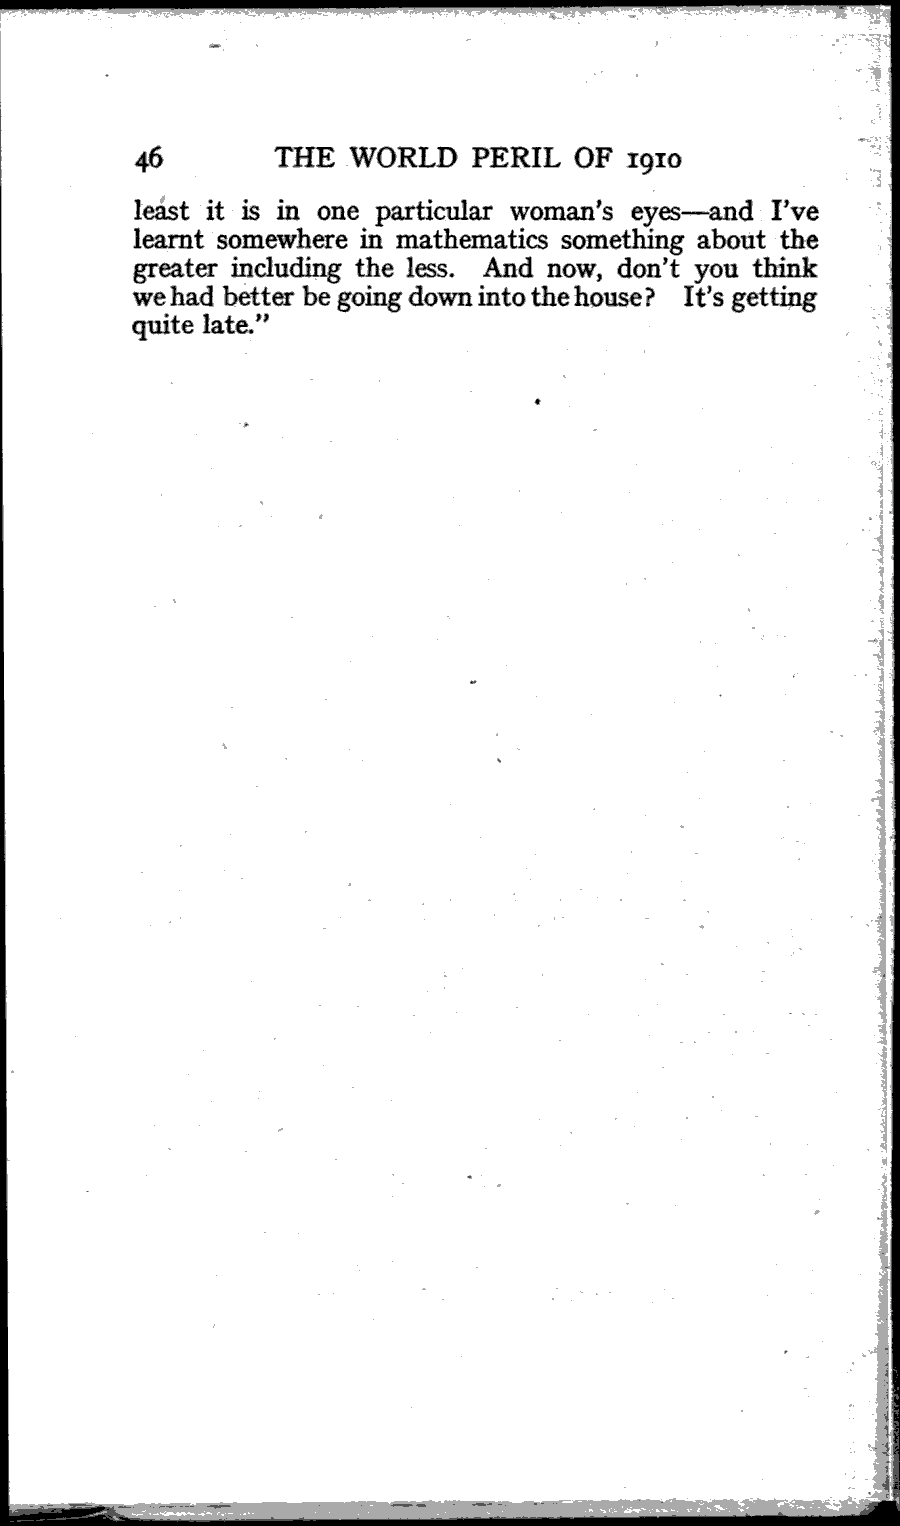 46 THE WORLD PERIL OF 1910
least it is in one particular woman's eyes—and I've
learnt somewhere in mathematics something about the
greater including the less. And now, don't you think
we had better be going down into the house? It's getting
quite late."